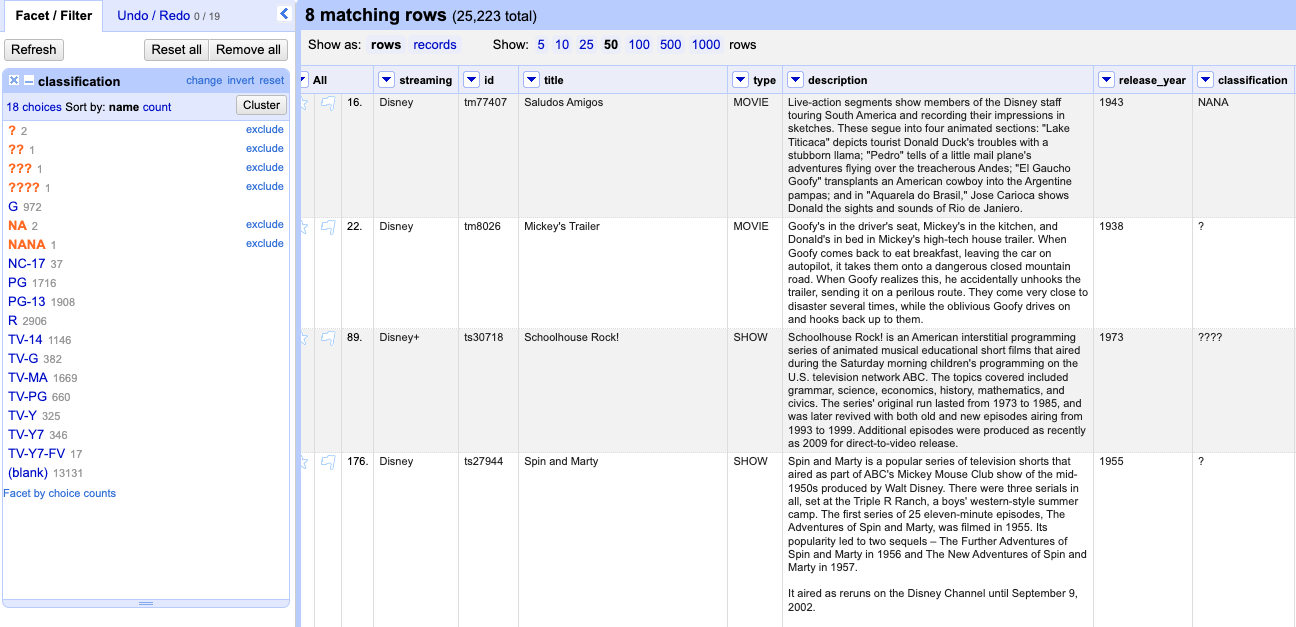 Facet / Filter
Undo / Redo 0 / 19
Refresh
Reset all
Remove all
classification
change invert reset
18 choices Sort by: name count
Cluster
? 2
exclude
?? 1
exclude
??? 1
exclude
???? 1
exclude
G 972
NA 2
exclude
NANA 1
exclude
NC-17 37
PG 1716
PG-13 1908
R 2906
TV-14 1146
TV-G 382
TV-MA 1669
TV-PG 660
TV-Y 325
TV-Y7 346
TV-Y7-FV 17
(blank) 13131
Facet by choice counts
8 matching rows (25,223 total)
Show as: rows records
Show: 5 10 25 50 100 500 1000 rows
All
streaming
id
title
type
description
release_year
classification
16.
Disney
tm77407
Saludos Amigos
MOVIE
Live-action segments show members of the Disney staff
touring South America and recording their impressions in
sketches. These segue into four animated sections: "Lake
Titicaca" depicts tourist Donald Duck's troubles with a
stubborn llama; "Pedro" tells of a little mail plane's
adventures flying over the treacherous Andes; "El Gaucho
Goofy" transplants an American cowboy into the Argentine
pampas; and in "Aquarela do Brasil," Jose Carioca shows
Donald the sights and sounds of Rio de Janiero.
1943
NANA
22.
Disney
tm8026
Mickey's Trailer
MOVIE
Goofy's in the driver's seat, Mickey's in the kitchen, and
Donald's in bed in Mickey's high-tech house trailer. When
Goofy comes back to eat breakfast, leaving the car on
autopilot, it takes them onto a dangerous closed mountain
road. When Goofy realizes this, he accidentally unhooks the
trailer, sending it on a perilous route. They come very close to
disaster several times, while the oblivious Goofy drives on
and hooks back up to them.
1938
?
89.
Disney+
ts30718
Schoolhouse Rock!
SHOW
Schoolhouse Rock! is an American interstitial programming
series of animated musical educational short films that aired
during the Saturday morning children's programming on the
U.S. television network ABC. The topics covered included
grammar, science, economics, history, mathematics, and
civics. The series' original run lasted from 1973 to 1985, and
was later revived with both old and new episodes airing from
1993 to 1999. Additional episodes were produced as recently
as 2009 for direct-to-video release.
1973
????
176.
Disney
ts27944
Spin and Marty
SHOW
Spin and Marty is a popular series of television shorts that
aired as part of ABC's Mickey Mouse Club show of the mid-
1950s produced by Walt Disney. There were three serials in
all, set at the Triple R Ranch, a boys' western-style summer
camp. The first series of 25 eleven-minute episodes, The
Adventures of Spin and Marty, was filmed in 1955. Its
popularity led to two sequels – The Further Adventures of
Spin and Marty in 1956 and The New Adventures of Spin and
Marty in 1957.
It aired as reruns on the Disney Channel until September 9,
2002.
1955
?